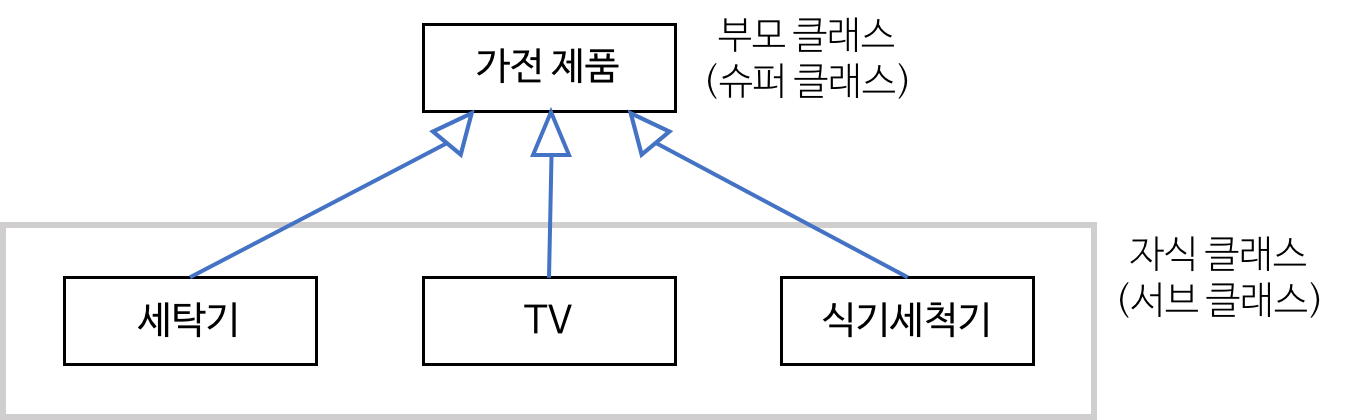 가전 제품
부모 클래스
(슈퍼 클래스)
자식 클래스
(서브 클래스)
세탁기
TV
식기세척기